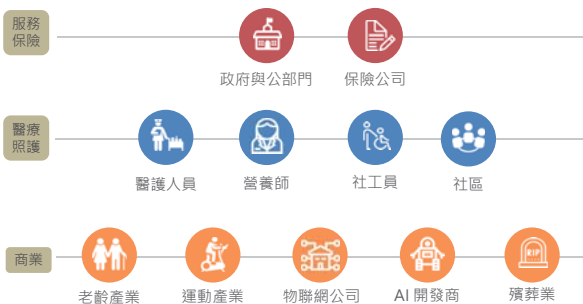 服務
保險
政府與公部門
保險公司
醫療
照護
醫護人員
營養師
社工員
社區
商業
老齡產業
運動產業
物聯網公司
AI 開發商
RIP
殯葬業